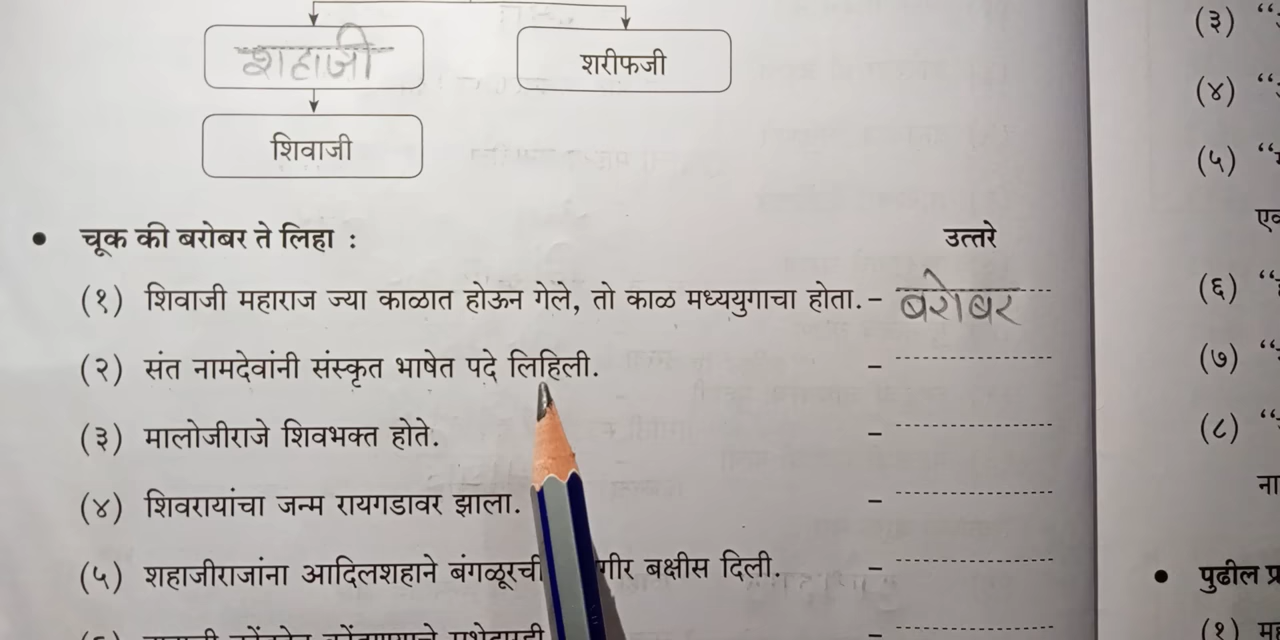 शहाजी शरीफजी
शिवाजी
• चूक की बरोबर ते लिहा : उत्तरे
(१) शिवाजी महाराज ज्या काळात होऊन गेले, तो काळ मध्ययुगाचा होता. – बरोबर
(२) संत नामदेवांनी संस्कृत भाषेत पदे लिहिली. –
(३) मालोजीराजे शिवभक्त होते. –
(४) शिवरायांचा जन्म रायगडावर झाला. –
(५) शहाजीराजांना आदिलशहाने बंगळूरची गीर बक्षीस दिली. –
(३) “
(४) “
(५) “
(६) “
(७) “
(८) “
ना
• पुढील
(१)